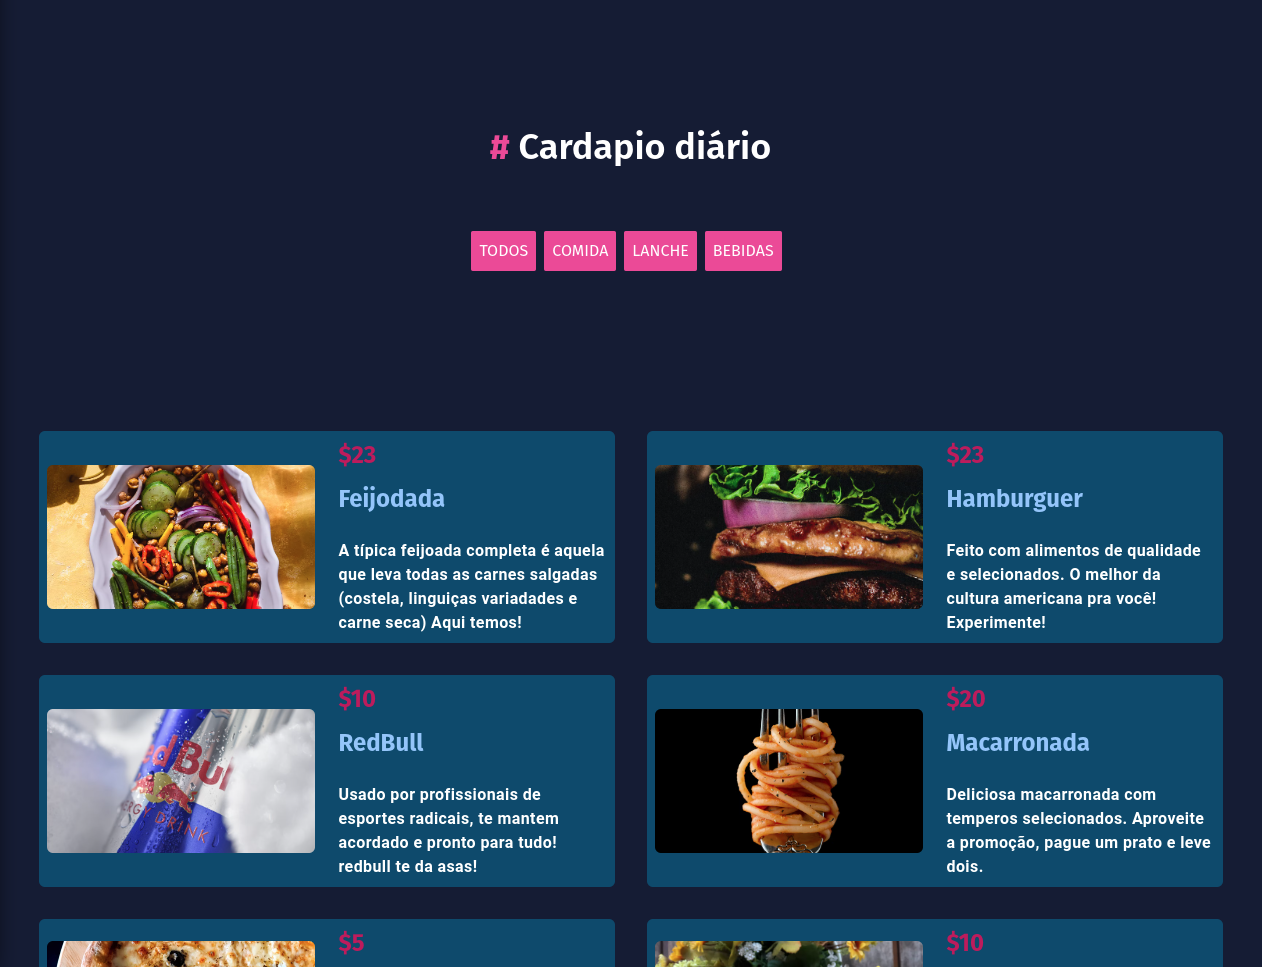 # Cardapio diário
TODOS COMIDA LANCHE BEBIDAS
$23
Feijodada
A típica feijoada completa é aquela
que leva todas as carnes salgadas
(costela, linguiças variadades e
carne seca) Aqui temos!
$23
Hamburguer
Feito com alimentos de qualidade
e selecionados. O melhor da
cultura americana pra você!
Experimente!
edBul
ERGY DRINK
$10
RedBull
Usado por profissionais de
esportes radicais, te mantem
acordado e pronto para tudo!
redbull te da asas!
$20
Macarronada
Deliciosa macarronada com
temperos selecionados. Aproveite
a promoção, pague um prato e leve
dois.
$5
$10